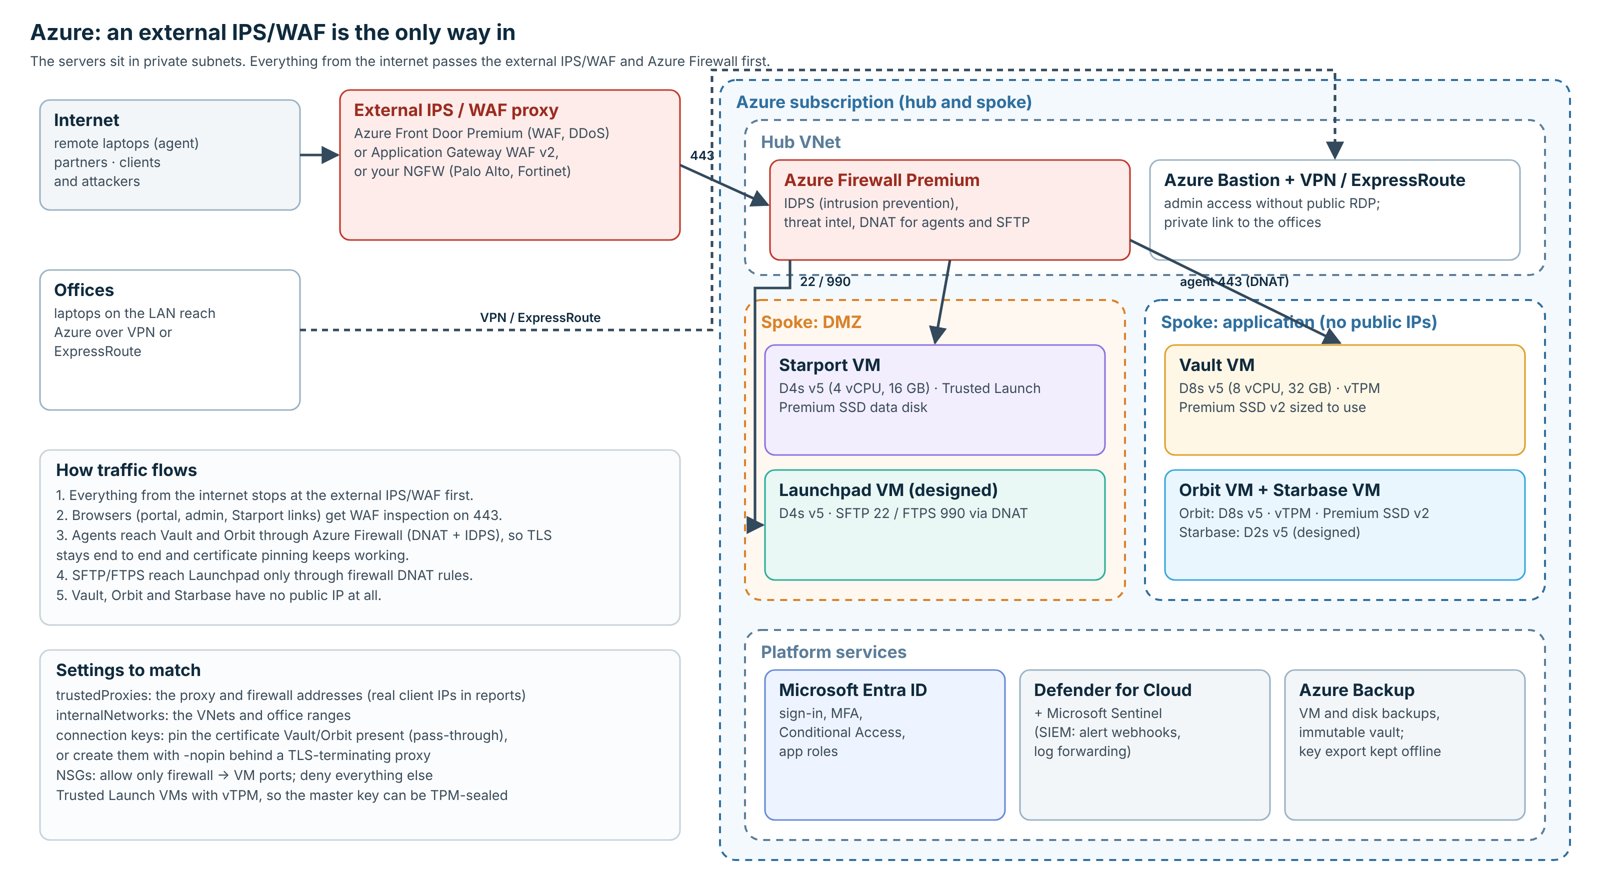 Azure: an external IPS/WAF is the only way in
The servers sit in private subnets. Everything from the internet passes the external IPS/WAF and Azure Firewall first.
Internet
remote laptops (agent)
partners · clients
and attackers
External IPS / WAF proxy
Azure Front Door Premium (WAF, DDoS)
or Application Gateway WAF v2,
or your NGFW (Palo Alto, Fortinet)
443
Offices
laptops on the LAN reach
Azure over VPN or
ExpressRoute
VPN / ExpressRoute
Azure subscription (hub and spoke)
Hub VNet
Azure Firewall Premium
IDPS (intrusion prevention),
threat intel, DNAT for agents and SFTP
Azure Bastion + VPN / ExpressRoute
admin access without public RDP;
private link to the offices
22 / 990
agent 443 (DNAT)
Spoke: DMZ
Starport VM
D4s v5 (4 vCPU, 16 GB) · Trusted Launch
Premium SSD data disk
Launchpad VM (designed)
D4s v5 · SFTP 22 / FTPS 990 via DNAT
Spoke: application (no public IPs)
Vault VM
D8s v5 (8 vCPU, 32 GB) · vTPM
Premium SSD v2 sized to use
Orbit VM + Starbase VM
Orbit: D8s v5 · vTPM · Premium SSD v2
Starbase: D2s v5 (designed)
How traffic flows
1. Everything from the internet stops at the external IPS/WAF first.
2. Browsers (portal, admin, Starport links) get WAF inspection on 443.
3. Agents reach Vault and Orbit through Azure Firewall (DNAT + IDPS), so TLS
stays end to end and certificate pinning keeps working.
4. SFTP/FTPS reach Launchpad only through firewall DNAT rules.
5. Vault, Orbit and Starbase have no public IP at all.
Settings to match
trustedProxies: the proxy and firewall addresses (real client IPs in reports)
internalNetworks: the VNets and office ranges
connection keys: pin the certificate Vault/Orbit present (pass-through),
or create them with -nopin behind a TLS-terminating proxy
NSGs: allow only firewall → VM ports; deny everything else
Trusted Launch VMs with vTPM, so the master key can be TPM-sealed
Platform services
Microsoft Entra ID
sign-in, MFA,
Conditional Access,
app roles
Defender for Cloud
+ Microsoft Sentinel
(SIEM: alert webhooks,
log forwarding)
Azure Backup
VM and disk backups,
immutable vault;
key export kept offline